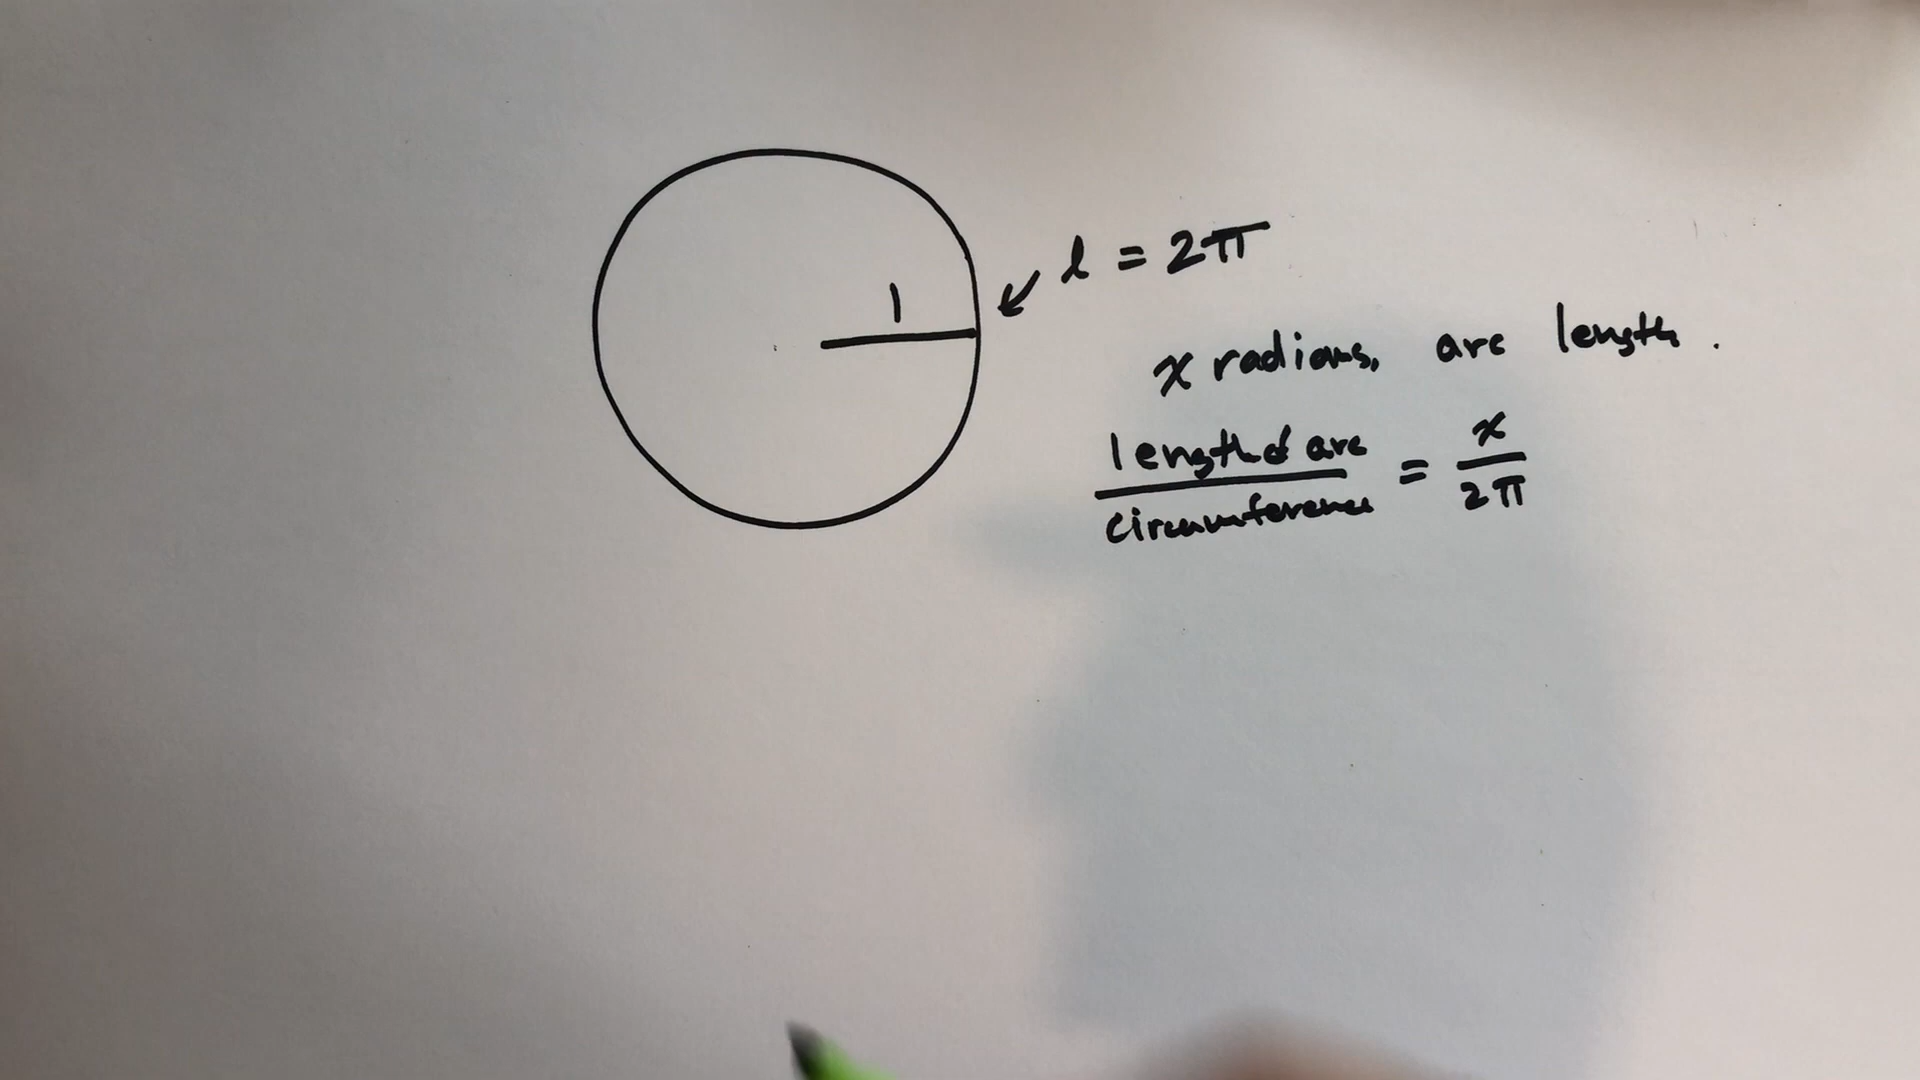 1
l = 2π
x radians, arc length.
length of arc / circumference = x / 2π